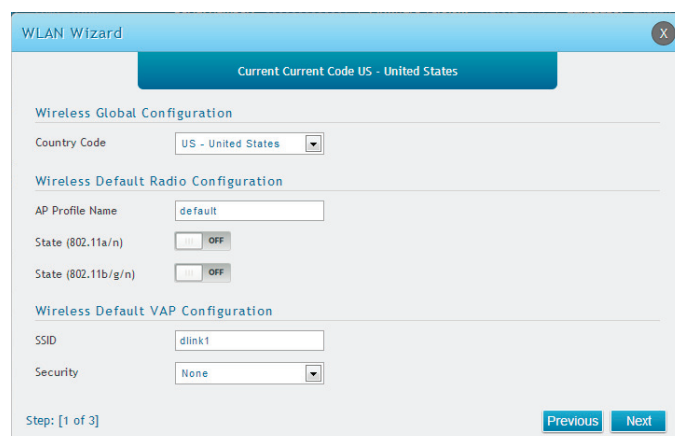 WLAN Wizard
X
Current Current Code US - United States
Wireless Global Configuration
Country Code US - United States
Wireless Default Radio Configuration
AP Profile Name default
State (802.11a/n) OFF
State (802.11b/g/n) OFF
Wireless Default VAP Configuration
SSID dlink1
Security None
Step: [1 of 3] Previous Next